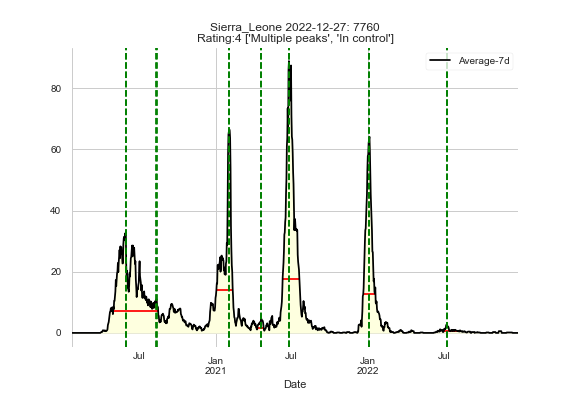 Sierra_Leone 2022-12-27: 7760
Rating:4 ['Multiple peaks', 'In control']
Average-7d
80
60
40
20
0
Jul
Jan
2021
Jul
Jan
2022
Jul
Date